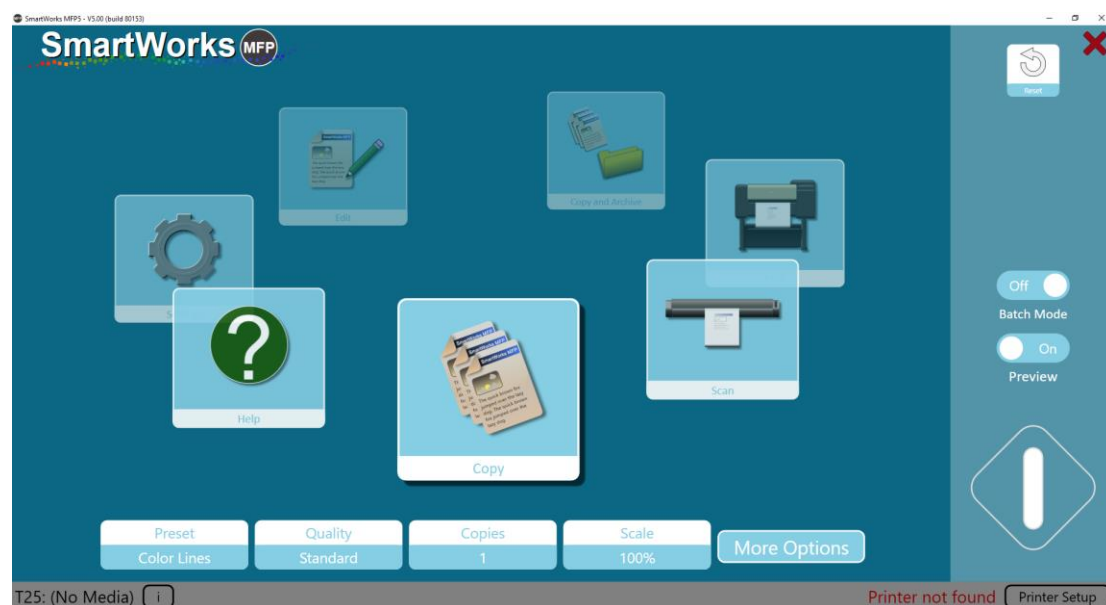 SmartWorks MFP5 - V5.00 (build 80153)
SmartWorks MFP
Reset
Edit
Copy and Archive
Help
Copy
Scan
Off
Batch Mode
On
Preview
Preset
Color Lines
Quality
Standard
Copies
1
Scale
100%
More Options
T25: (No Media)
i
Printer not found
Printer Setup